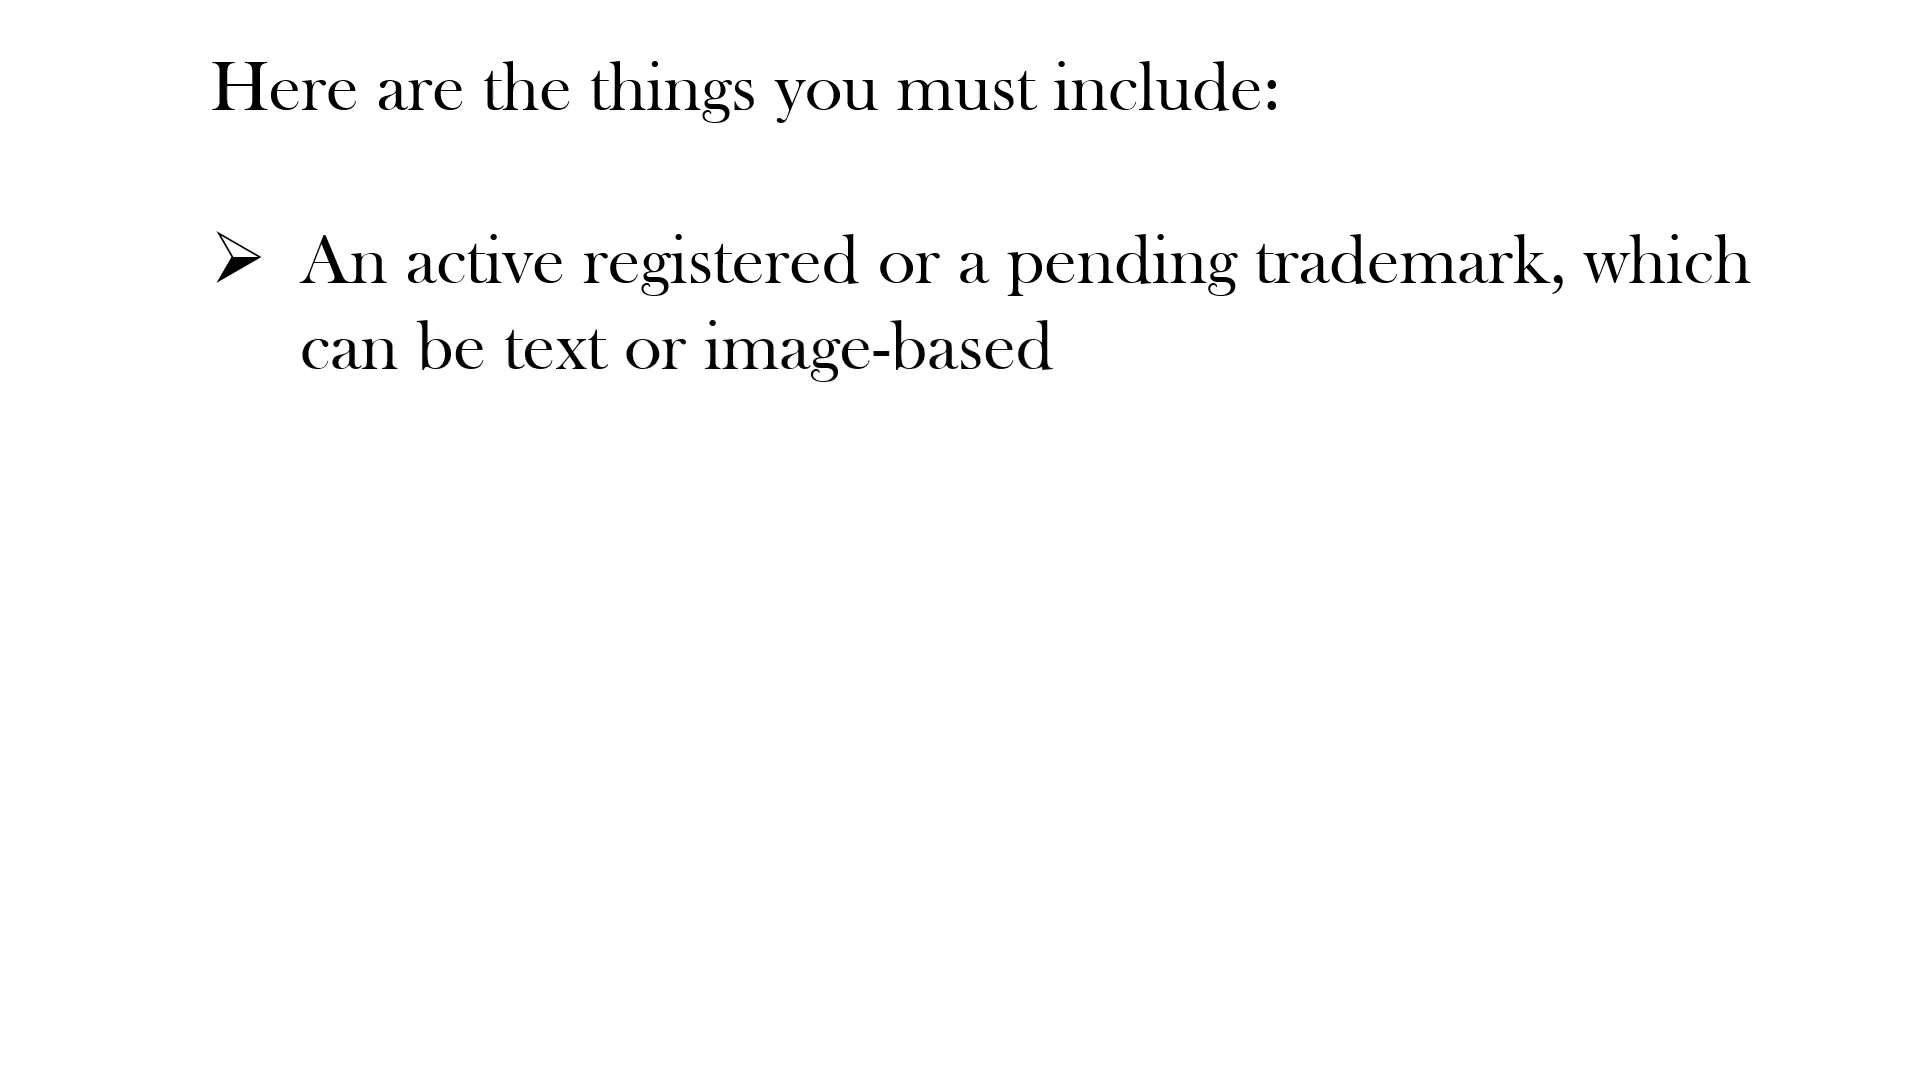 Here are the things you must include:
➢ An active registered or a pending trademark, which
can be text or image-based